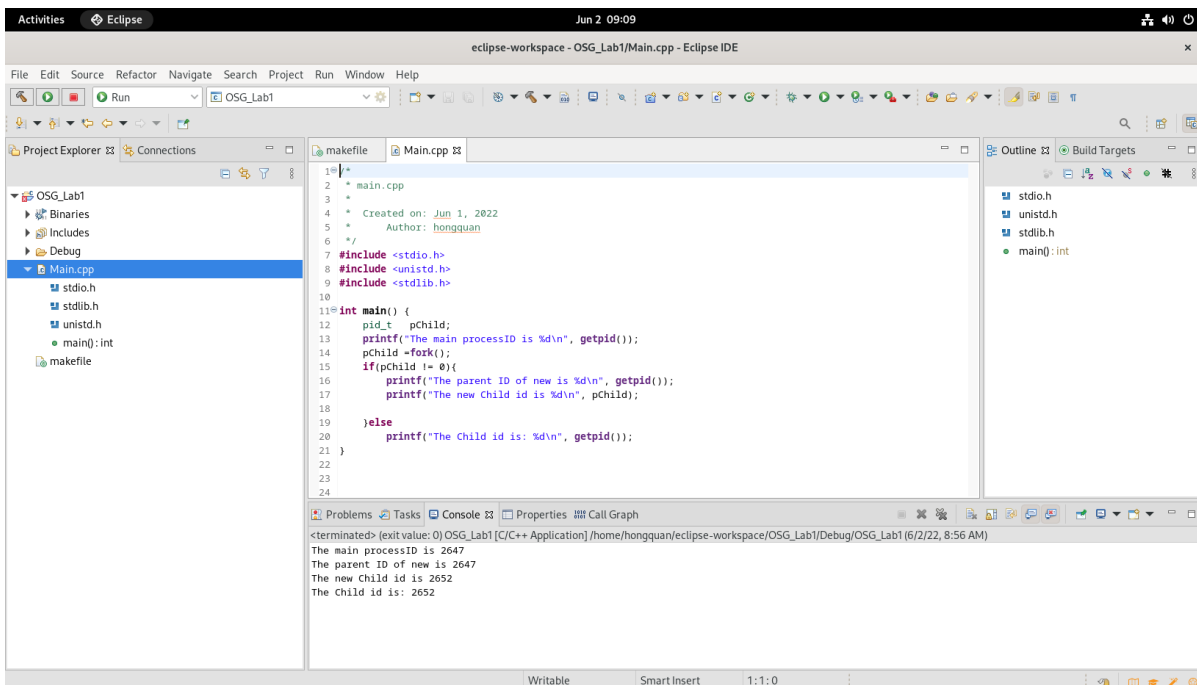 Activities Eclipse Jun 2 09:09
eclipse-workspace - OSG_Lab1/Main.cpp - Eclipse IDE ×
File Edit Source Refactor Navigate Search Project Run Window Help
Run OSG_Lab1
Project Explorer Connections
OSG_Lab1
Binaries
Includes
Debug
Main.cpp
stdio.h
stdlib.h
unistd.h
main() : int
makefile
makefile Main.cpp
1 /*
2 * main.cpp
3 *
4 * Created on: Jun 1, 2022
5 * Author: hongquan
6 */
7 #include <stdio.h>
8 #include <unistd.h>
9 #include <stdlib.h>
10
11 int main() {
12 pid_t pChild;
13 printf("The main processID is %d\n", getpid());
14 pChild =fork();
15 if(pChild != 0){
16 printf("The parent ID of new is %d\n", getpid());
17 printf("The new Child id is %d\n", pChild);
18
19 }else
20 printf("The Child id is: %d\n", getpid());
21 }
22
23
24
Outline Build Targets
stdio.h
unistd.h
stdlib.h
main() : int
Problems Tasks Console Properties Call Graph
<terminated> (exit value: 0) OSG_Lab1 [C/C++ Application] /home/hongquan/eclipse-workspace/OSG_Lab1/Debug/OSG_Lab1 (6/2/22, 8:56 AM)
The main processID is 2647
The parent ID of new is 2647
The new Child id is 2652
The Child id is: 2652
Writable Smart Insert 1 : 1 : 0